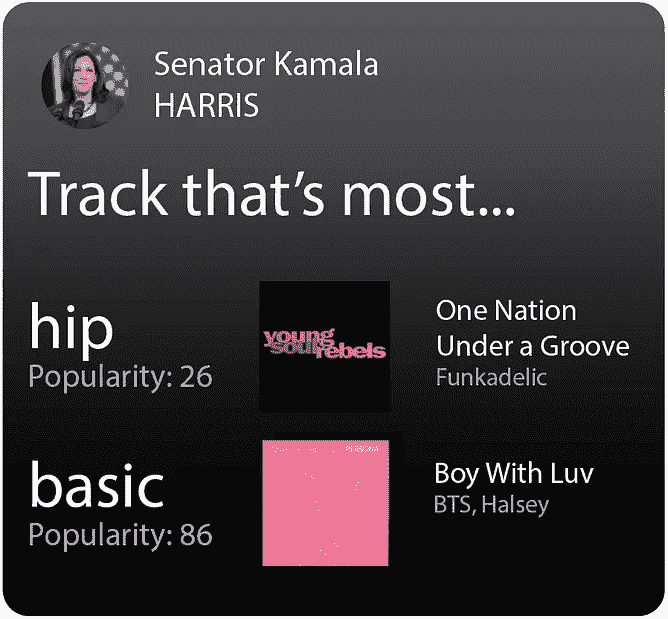 Senator Kamala
HARRIS
Track that's most...
hip
Popularity: 26
young
soul rebels
One Nation
Under a Groove
Funkadelic
basic
Popularity: 86
PERSONA
Boy With Luv
BTS, Halsey